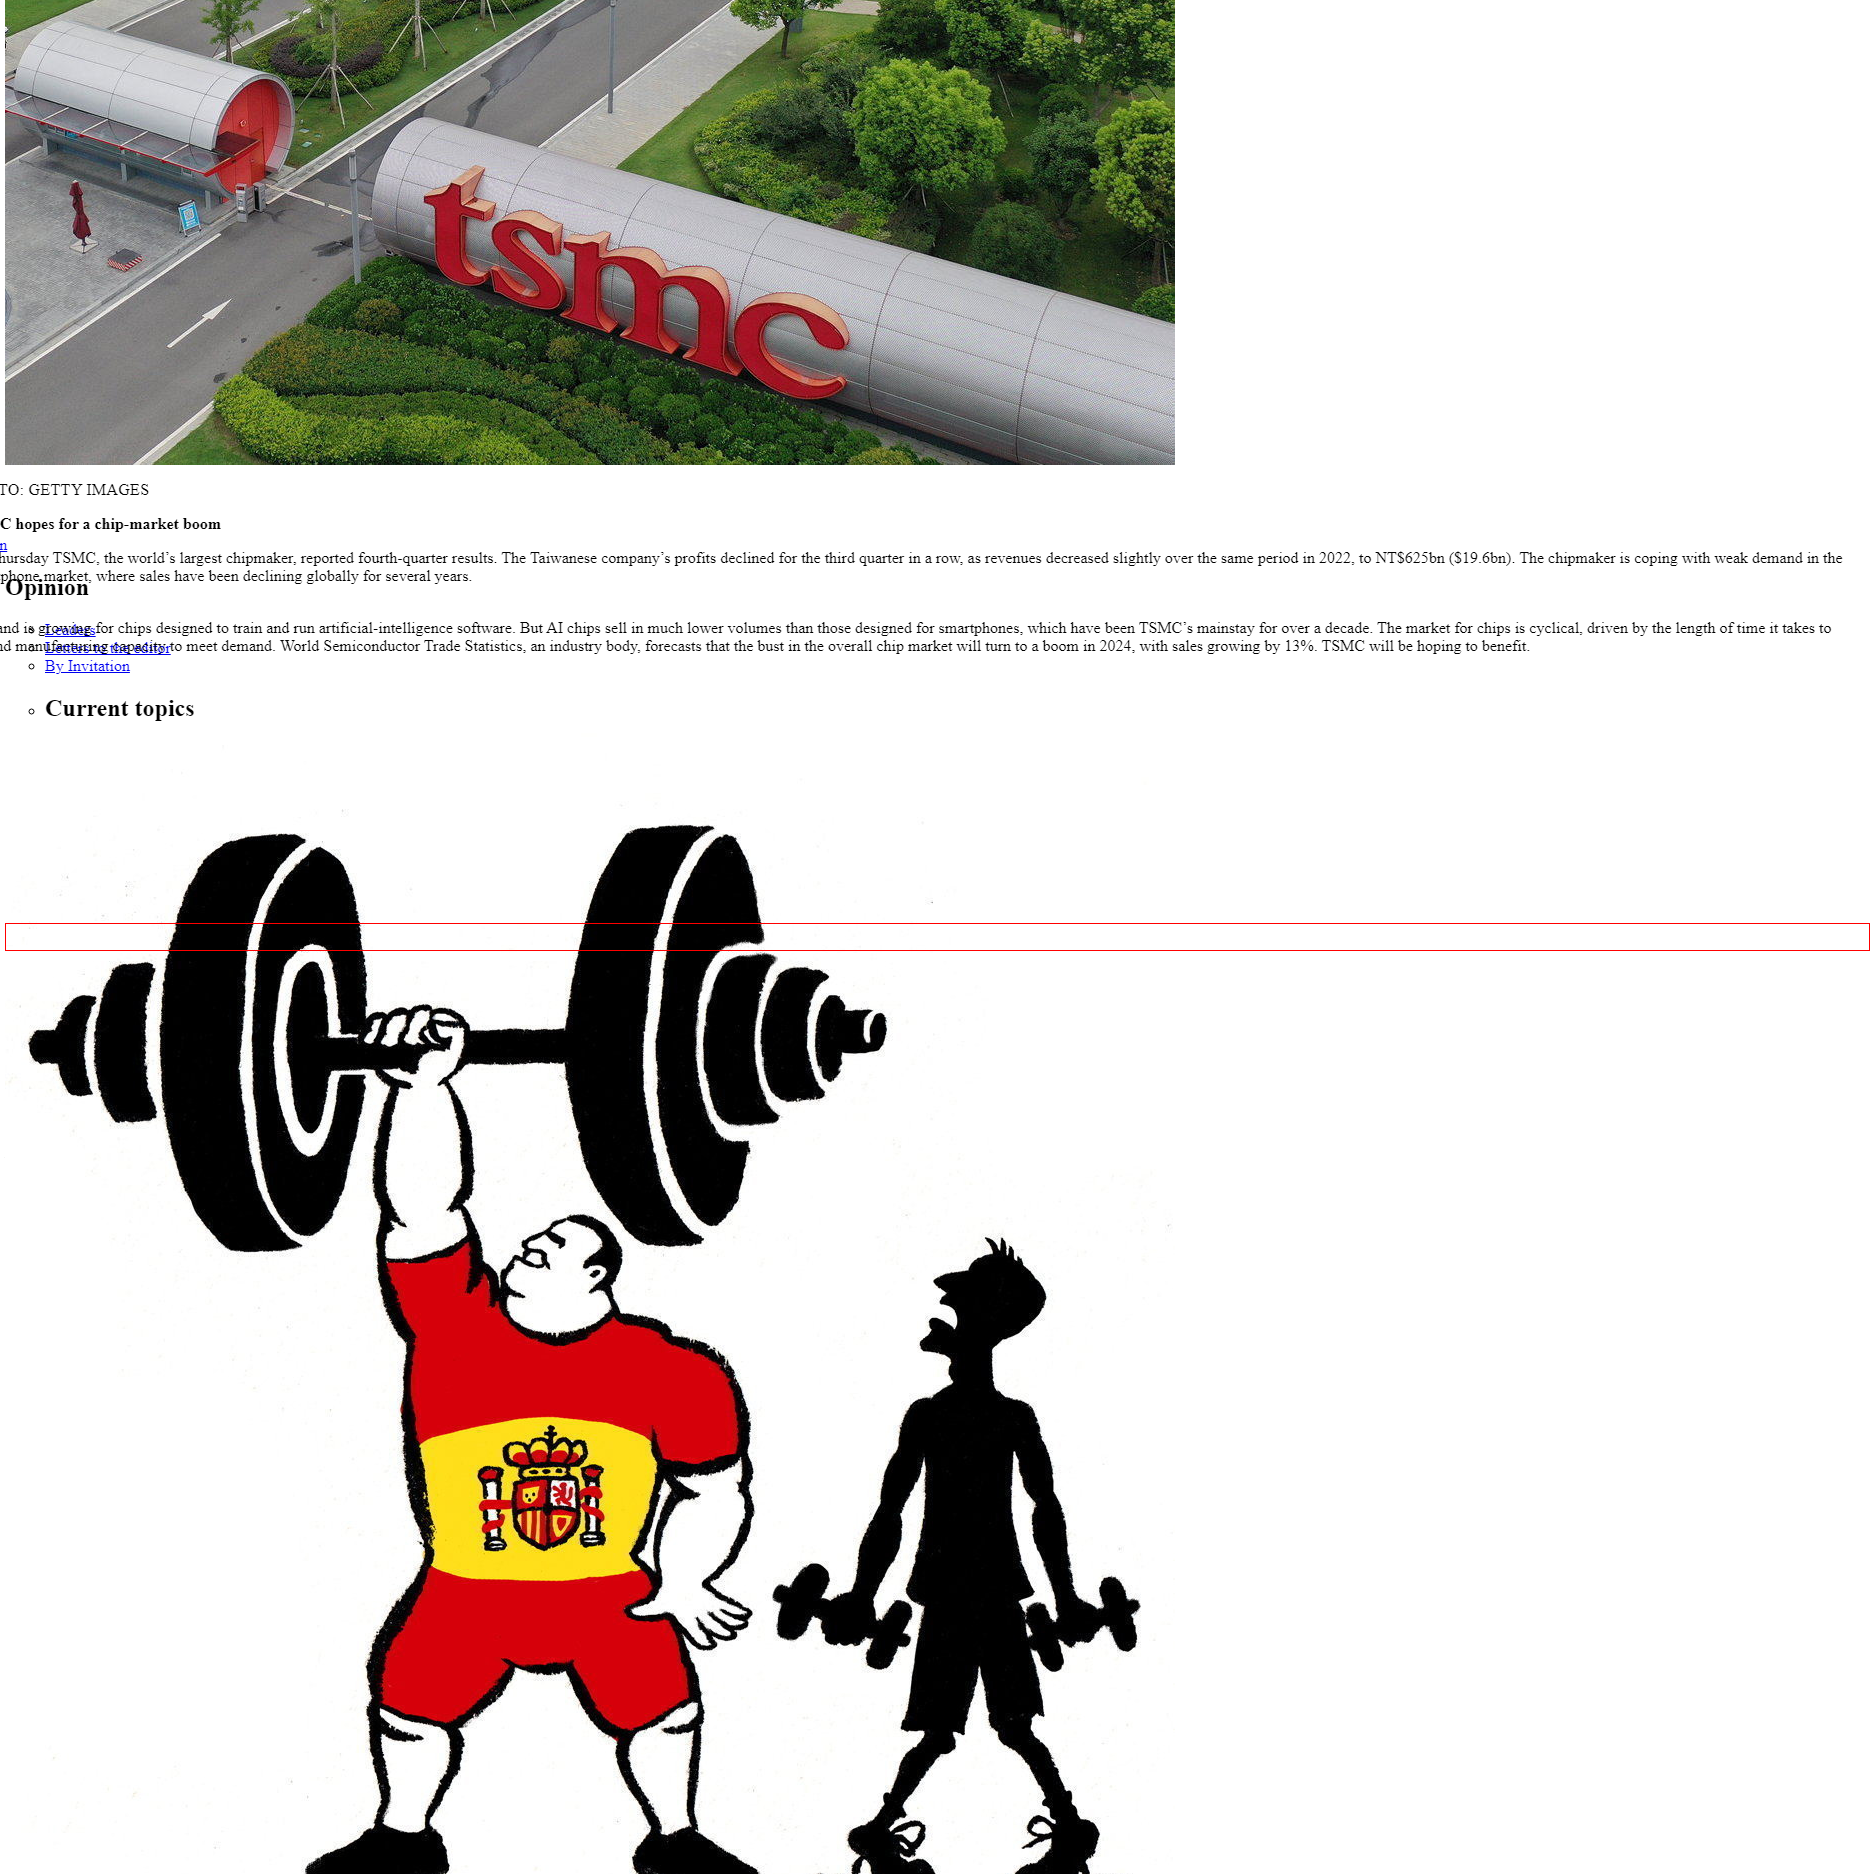 tsmc
TO: GETTY IMAGES
C hopes for a chip-market boom
n
hursday TSMC, the world’s largest chipmaker, reported fourth-quarter results. The Taiwanese company’s profits declined for the third quarter in a row, as revenues decreased slightly over the same period in 2022, to NT$625bn ($19.6bn). The chipmaker is coping with weak demand in the
phone market, where sales have been declining globally for several years.
Opinion
and is growing for chips designed to train and run artificial-intelligence software. But AI chips sell in much lower volumes than those designed for smartphones, which have been TSMC’s mainstay for over a decade. The market for chips is cyclical, driven by the length of time it takes to
Leaders
nd manufacturing capacity to meet demand. World Semiconductor Trade Statistics, an industry body, forecasts that the bust in the overall chip market will turn to a boom in 2024, with sales growing by 13%. TSMC will be hoping to benefit.
Letters to the editor
By Invitation
Current topics